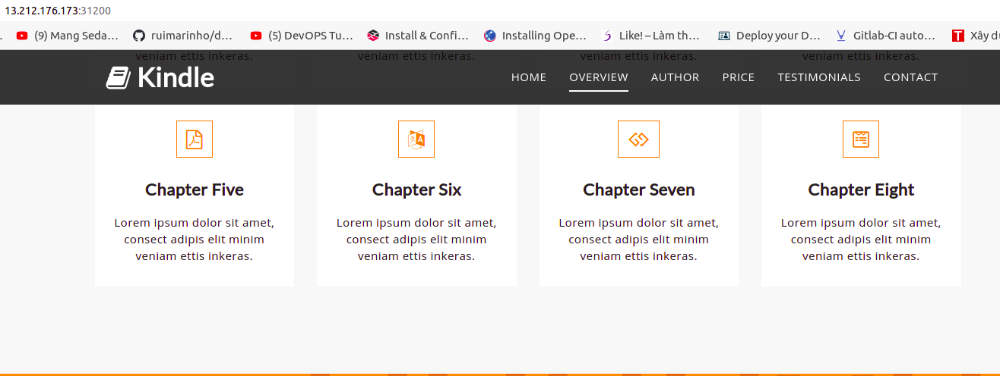 13.212.176.173:31200
(9) Mang Seda… ruimarinho/d… (5) DevOPS Tu… Install & Confi… Installing Ope… Like! – Làm th… Deploy your D… Gitlab-CI auto… Xây d
veniam ettis inkeras. veniam ettis inkeras. veniam ettis inkeras. veniam ettis inkeras.
Kindle HOME OVERVIEW AUTHOR PRICE TESTIMONIALS CONTACT
Chapter Five
Lorem ipsum dolor sit amet,
consect adipis elit minim
veniam ettis inkeras.
Chapter Six
Lorem ipsum dolor sit amet,
consect adipis elit minim
veniam ettis inkeras.
Chapter Seven
Lorem ipsum dolor sit amet,
consect adipis elit minim
veniam ettis inkeras.
Chapter Eight
Lorem ipsum dolor sit amet,
consect adipis elit minim
veniam ettis inkeras.